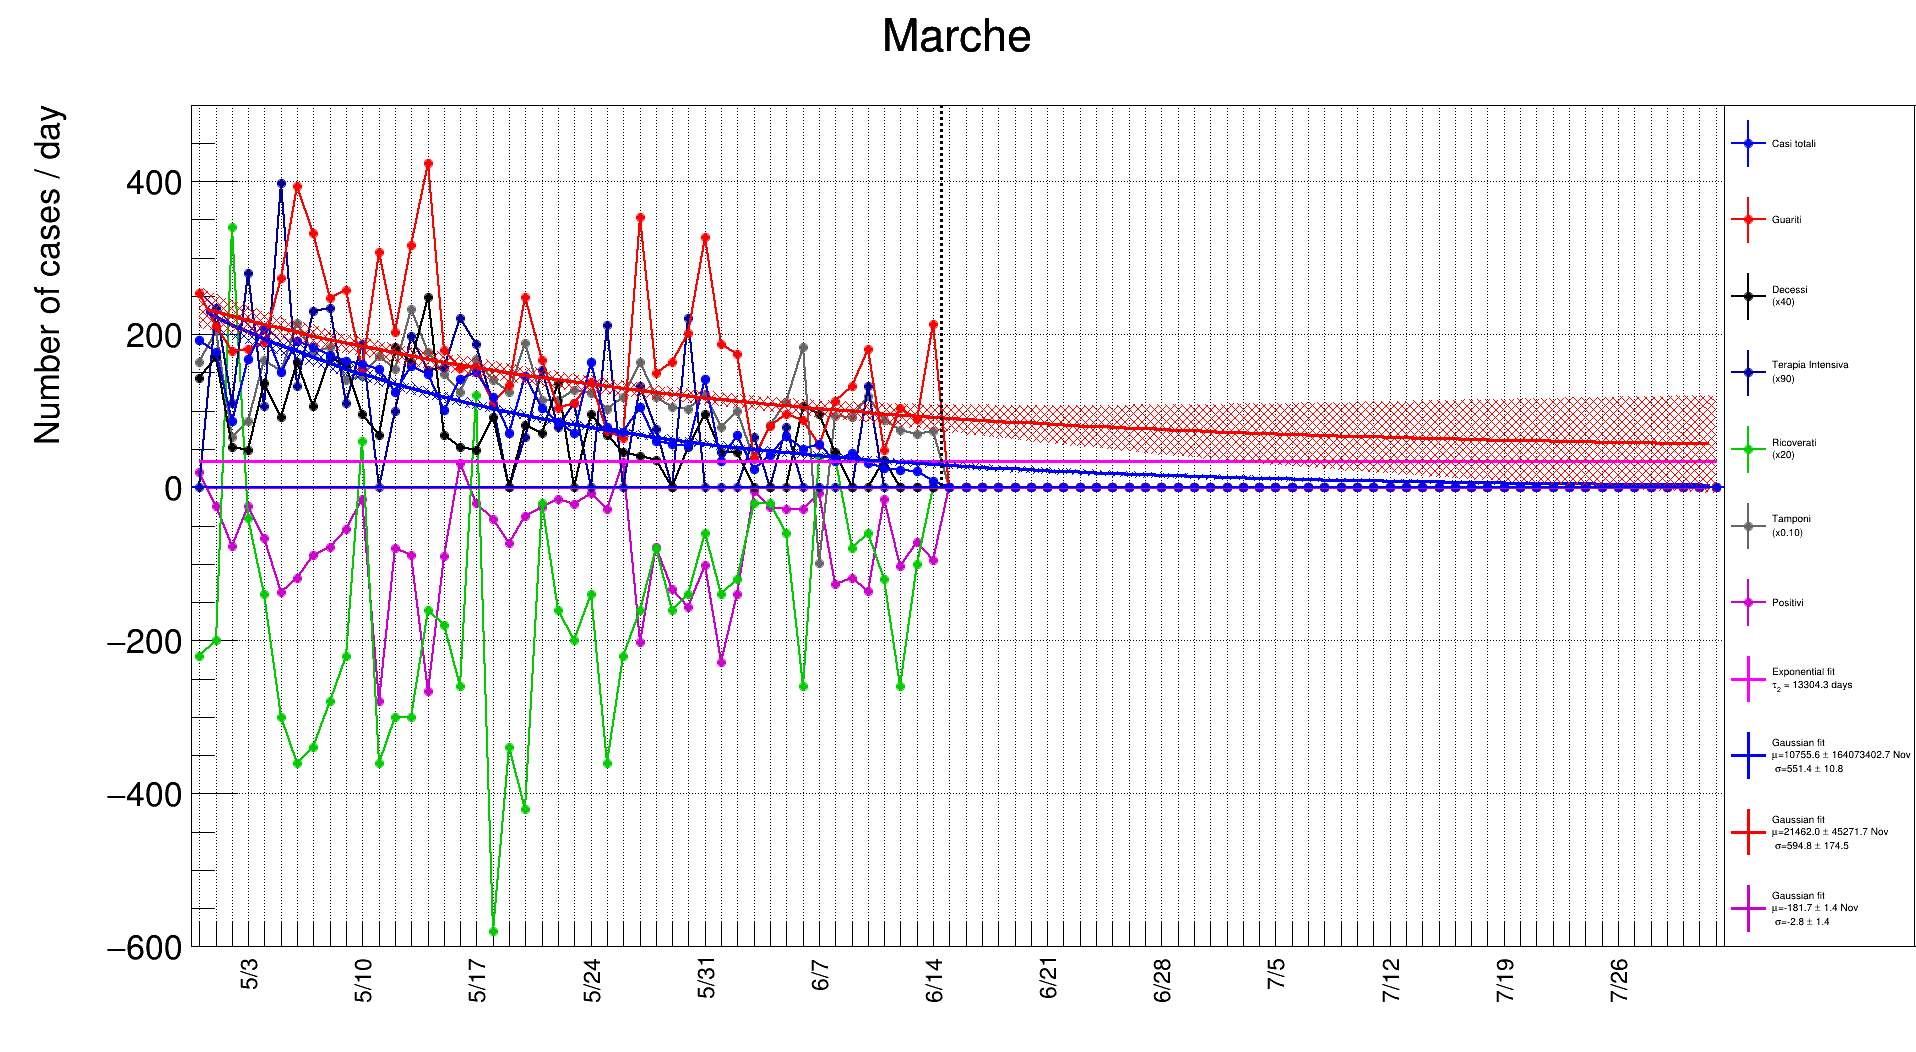 Marche
Number of cases / day
400
200
0
−200
−400
−600
5/3
5/10
5/17
5/24
5/31
6/7
6/14
6/21
6/28
7/5
7/12
7/19
7/26
Casi totali
Guariti
Decessi
(x40)
Terapia Intensiva
(x90)
Ricoverati
(x20)
Tamponi
(x0.10)
Positivi
Exponential fit
τ2 = 13304.3 days
Gaussian fit
μ=10755.6 ± 164073402.7 Nov
σ=551.4 ± 10.8
Gaussian fit
μ=21462.0 ± 45271.7 Nov
σ=594.8 ± 174.5
Gaussian fit
μ=-181.7 ± 1.4 Nov
σ=-2.8 ± 1.4